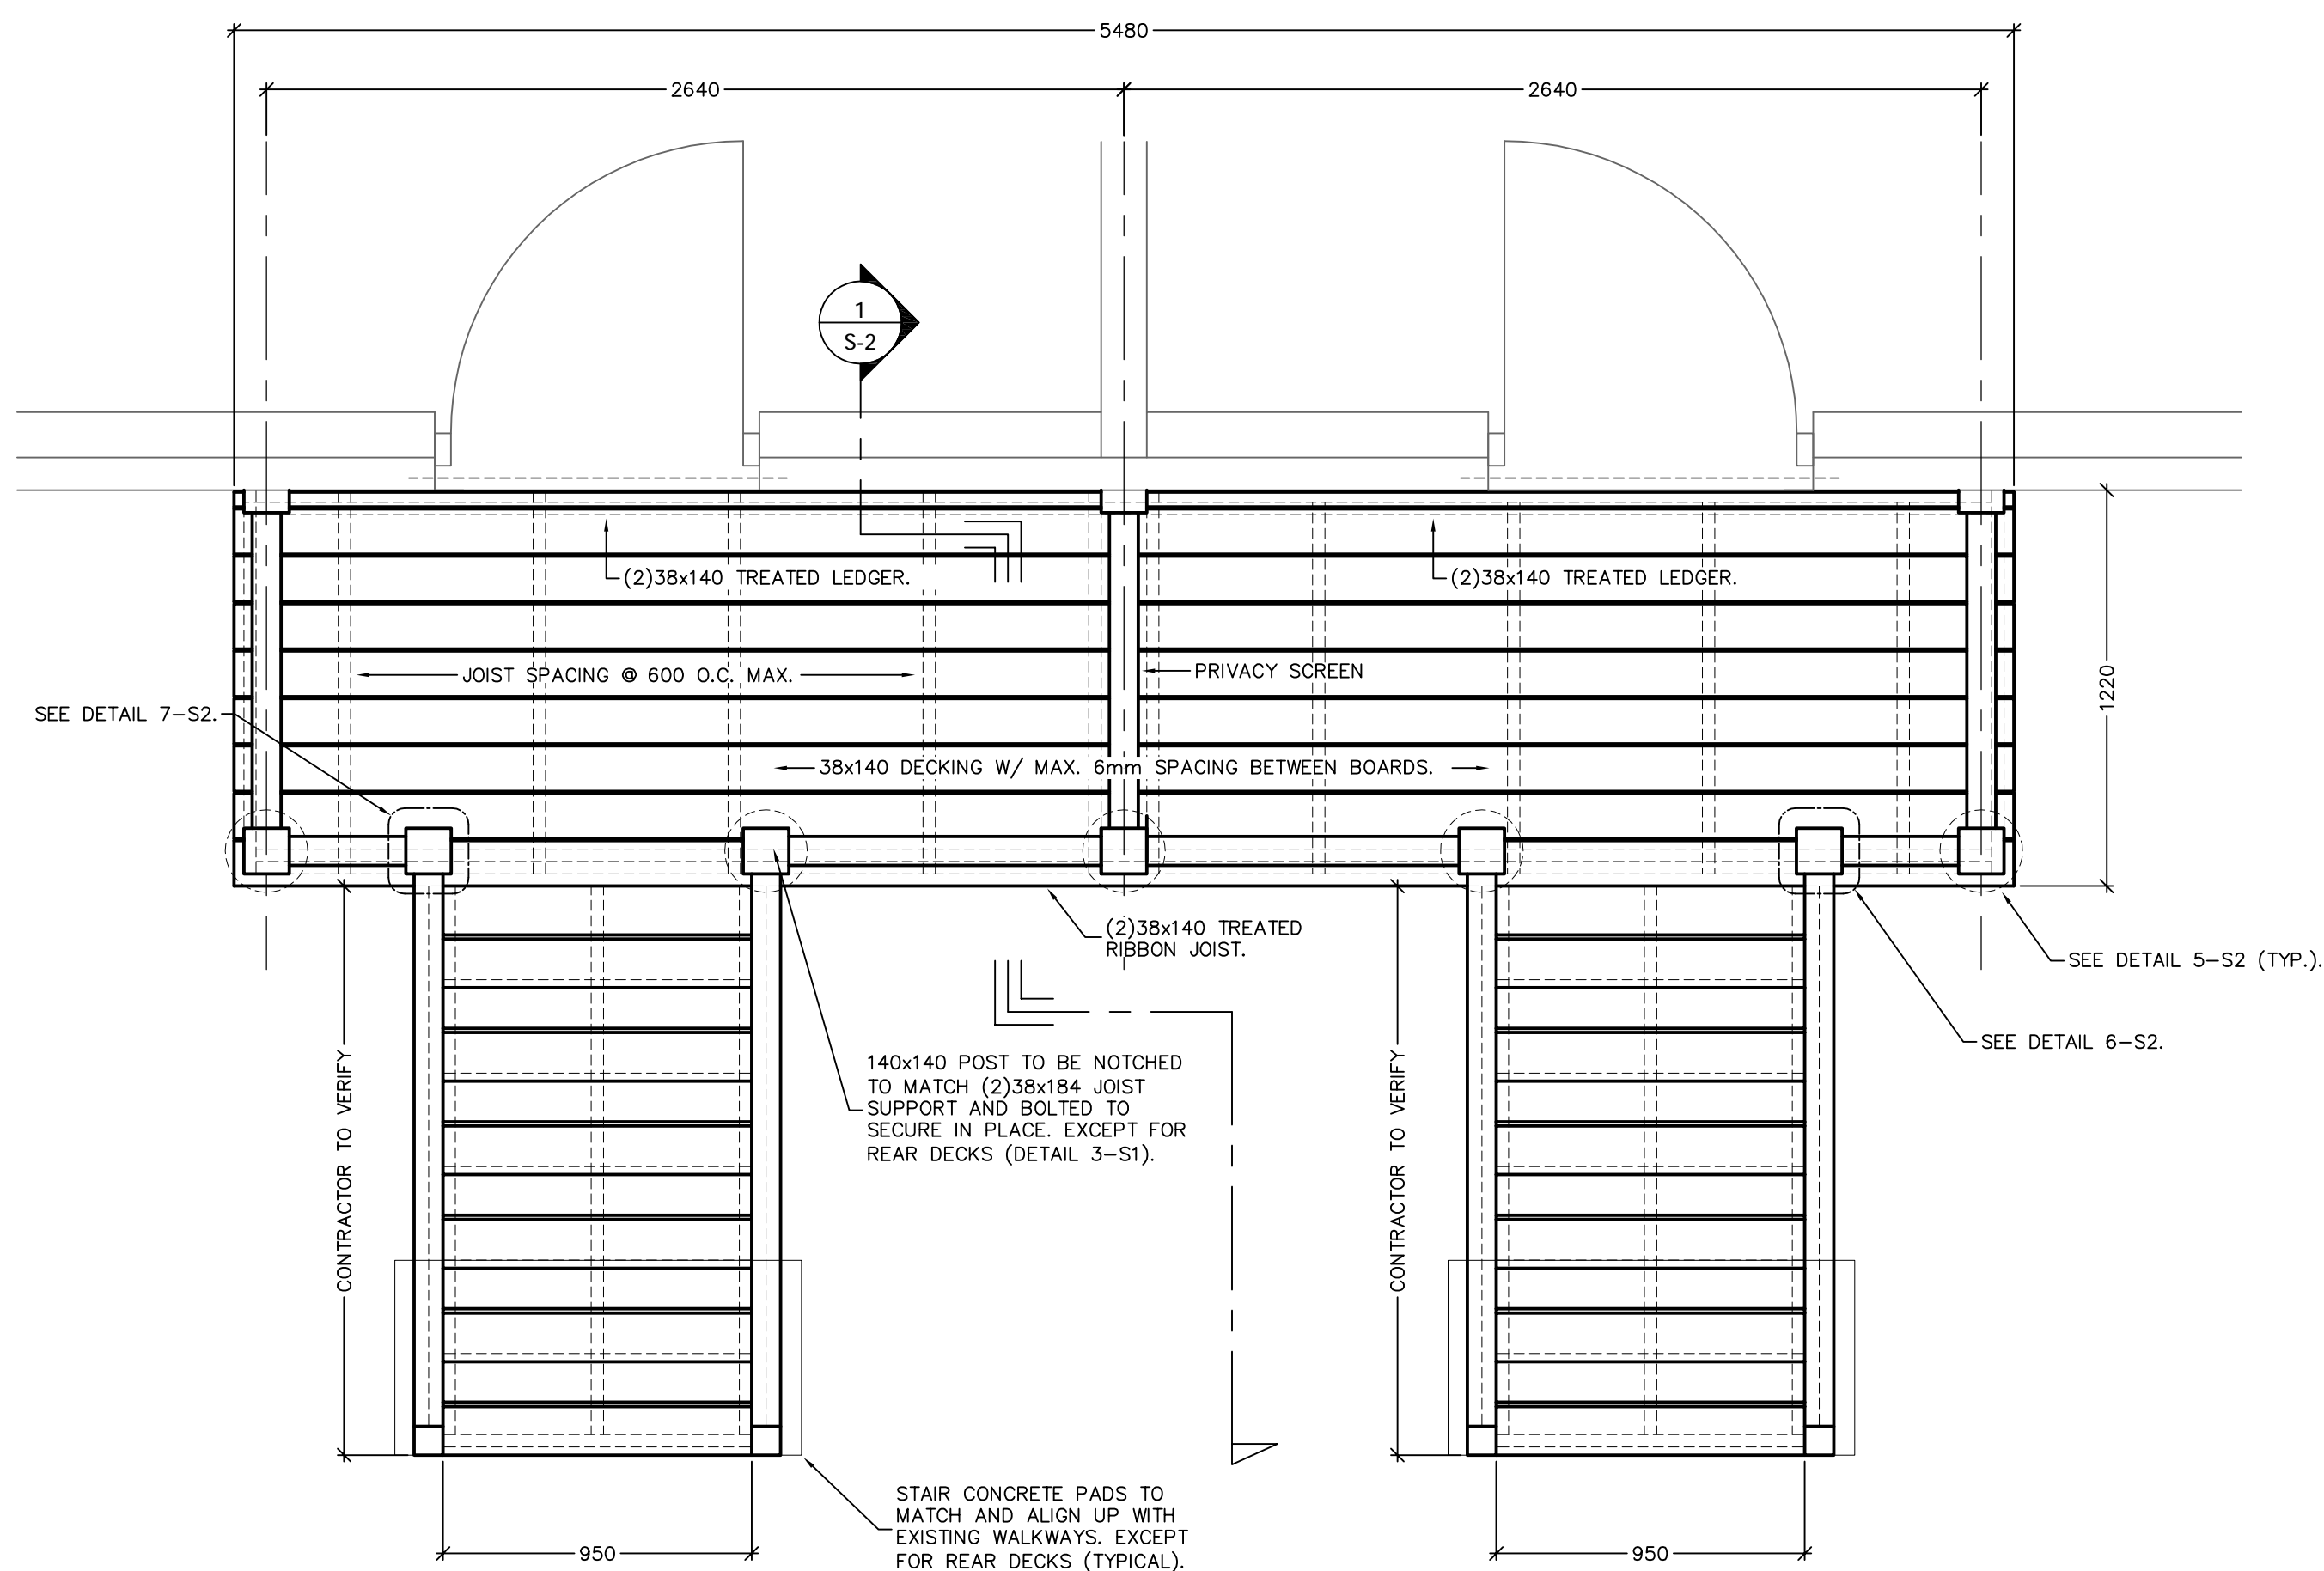 5480
2640
2640
1
S-2
(2)38x140 TREATED LEDGER.
(2)38x140 TREATED LEDGER.
JOIST SPACING @ 600 O.C. MAX.
PRIVACY SCREEN
1220
SEE DETAIL 7-S2.
38x140 DECKING W/ MAX. 6mm SPACING BETWEEN BOARDS.
(2)38x140 TREATED
RIBBON JOIST.
SEE DETAIL 5-S2 (TYP.).
SEE DETAIL 6-S2.
CONTRACTOR TO VERIFY
140x140 POST TO BE NOTCHED
TO MATCH (2)38x184 JOIST
SUPPORT AND BOLTED TO
SECURE IN PLACE. EXCEPT FOR
REAR DECKS (DETAIL 3-S1).
CONTRACTOR TO VERIFY
STAIR CONCRETE PADS TO
MATCH AND ALIGN UP WITH
EXISTING WALKWAYS. EXCEPT
FOR REAR DECKS (TYPICAL).
950
950